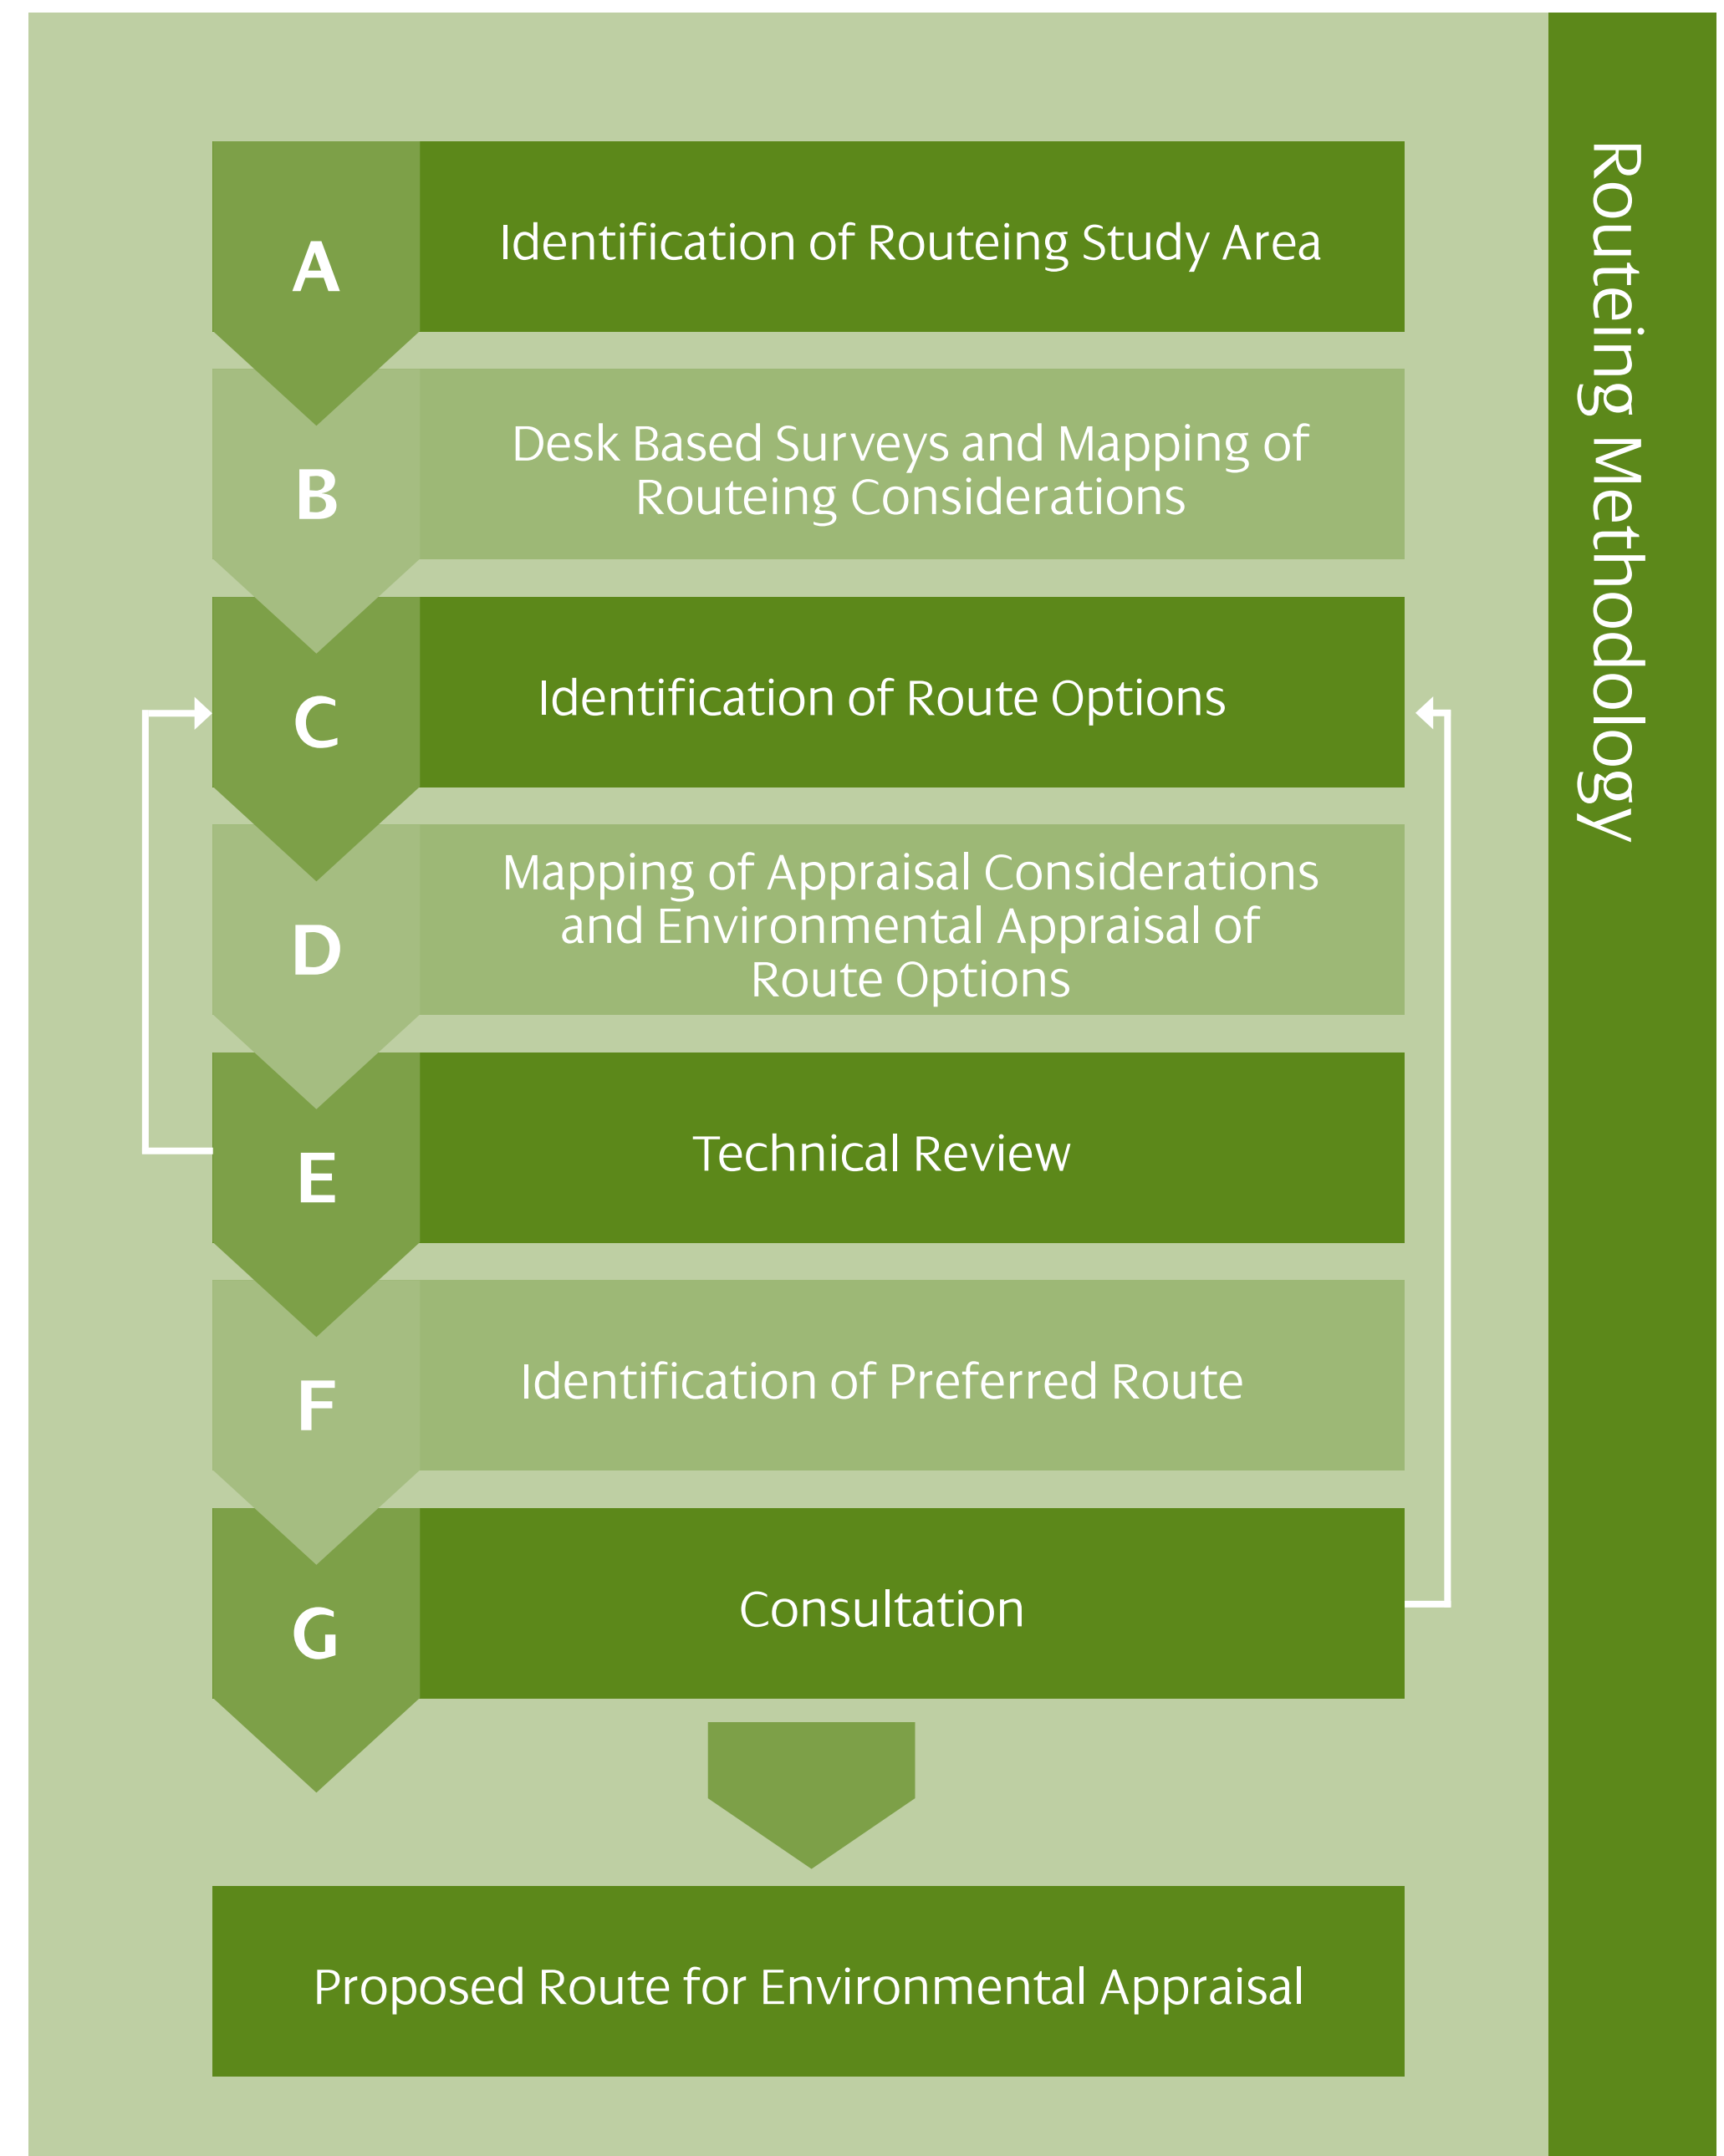 Routeing Methodology
A
Identification of Routeing Study Area
B
Desk Based Surveys and Mapping of
Routeing Considerations
C
Identification of Route Options
D
Mapping of Appraisal Considerations
and Environmental Appraisal of
Route Options
E
Technical Review
F
Identification of Preferred Route
G
Consultation
Proposed Route for Environmental Appraisal